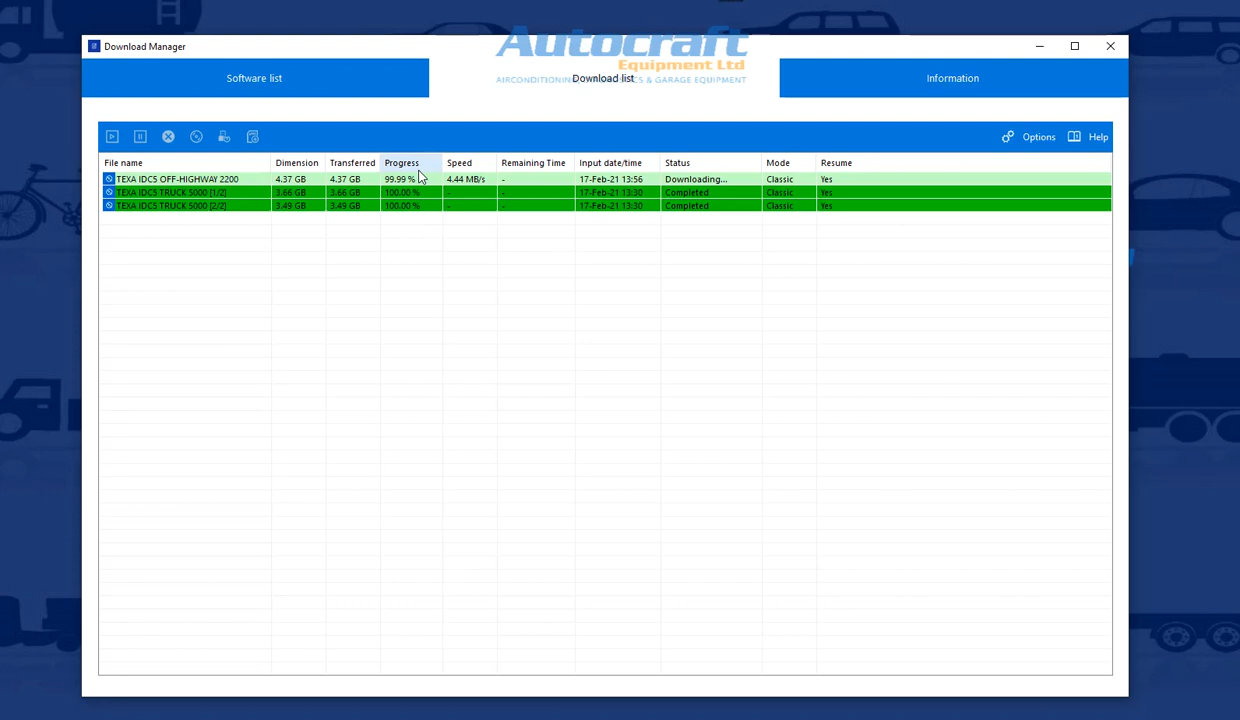 Download Manager
Autocraft
Equipment Ltd
Software list
Download list
Information
Options
Help
File name Dimension Transferred Progress Speed Remaining Time Input date/time Status Mode Resume
TEXA IDC5 OFF-HIGHWAY 2200 4.37 GB 4.37 GB 99.99 % 4.44 MB/s - 17-Feb-21 13:56 Downloading... Classic Yes
TEXA IDC5 TRUCK 5000 [1/2] 3.66 GB 3.66 GB 100.00 % - - 17-Feb-21 13:30 Completed Classic Yes
TEXA IDC5 TRUCK 5000 [2/2] 3.49 GB 3.49 GB 100.00 % - - 17-Feb-21 13:30 Completed Classic Yes